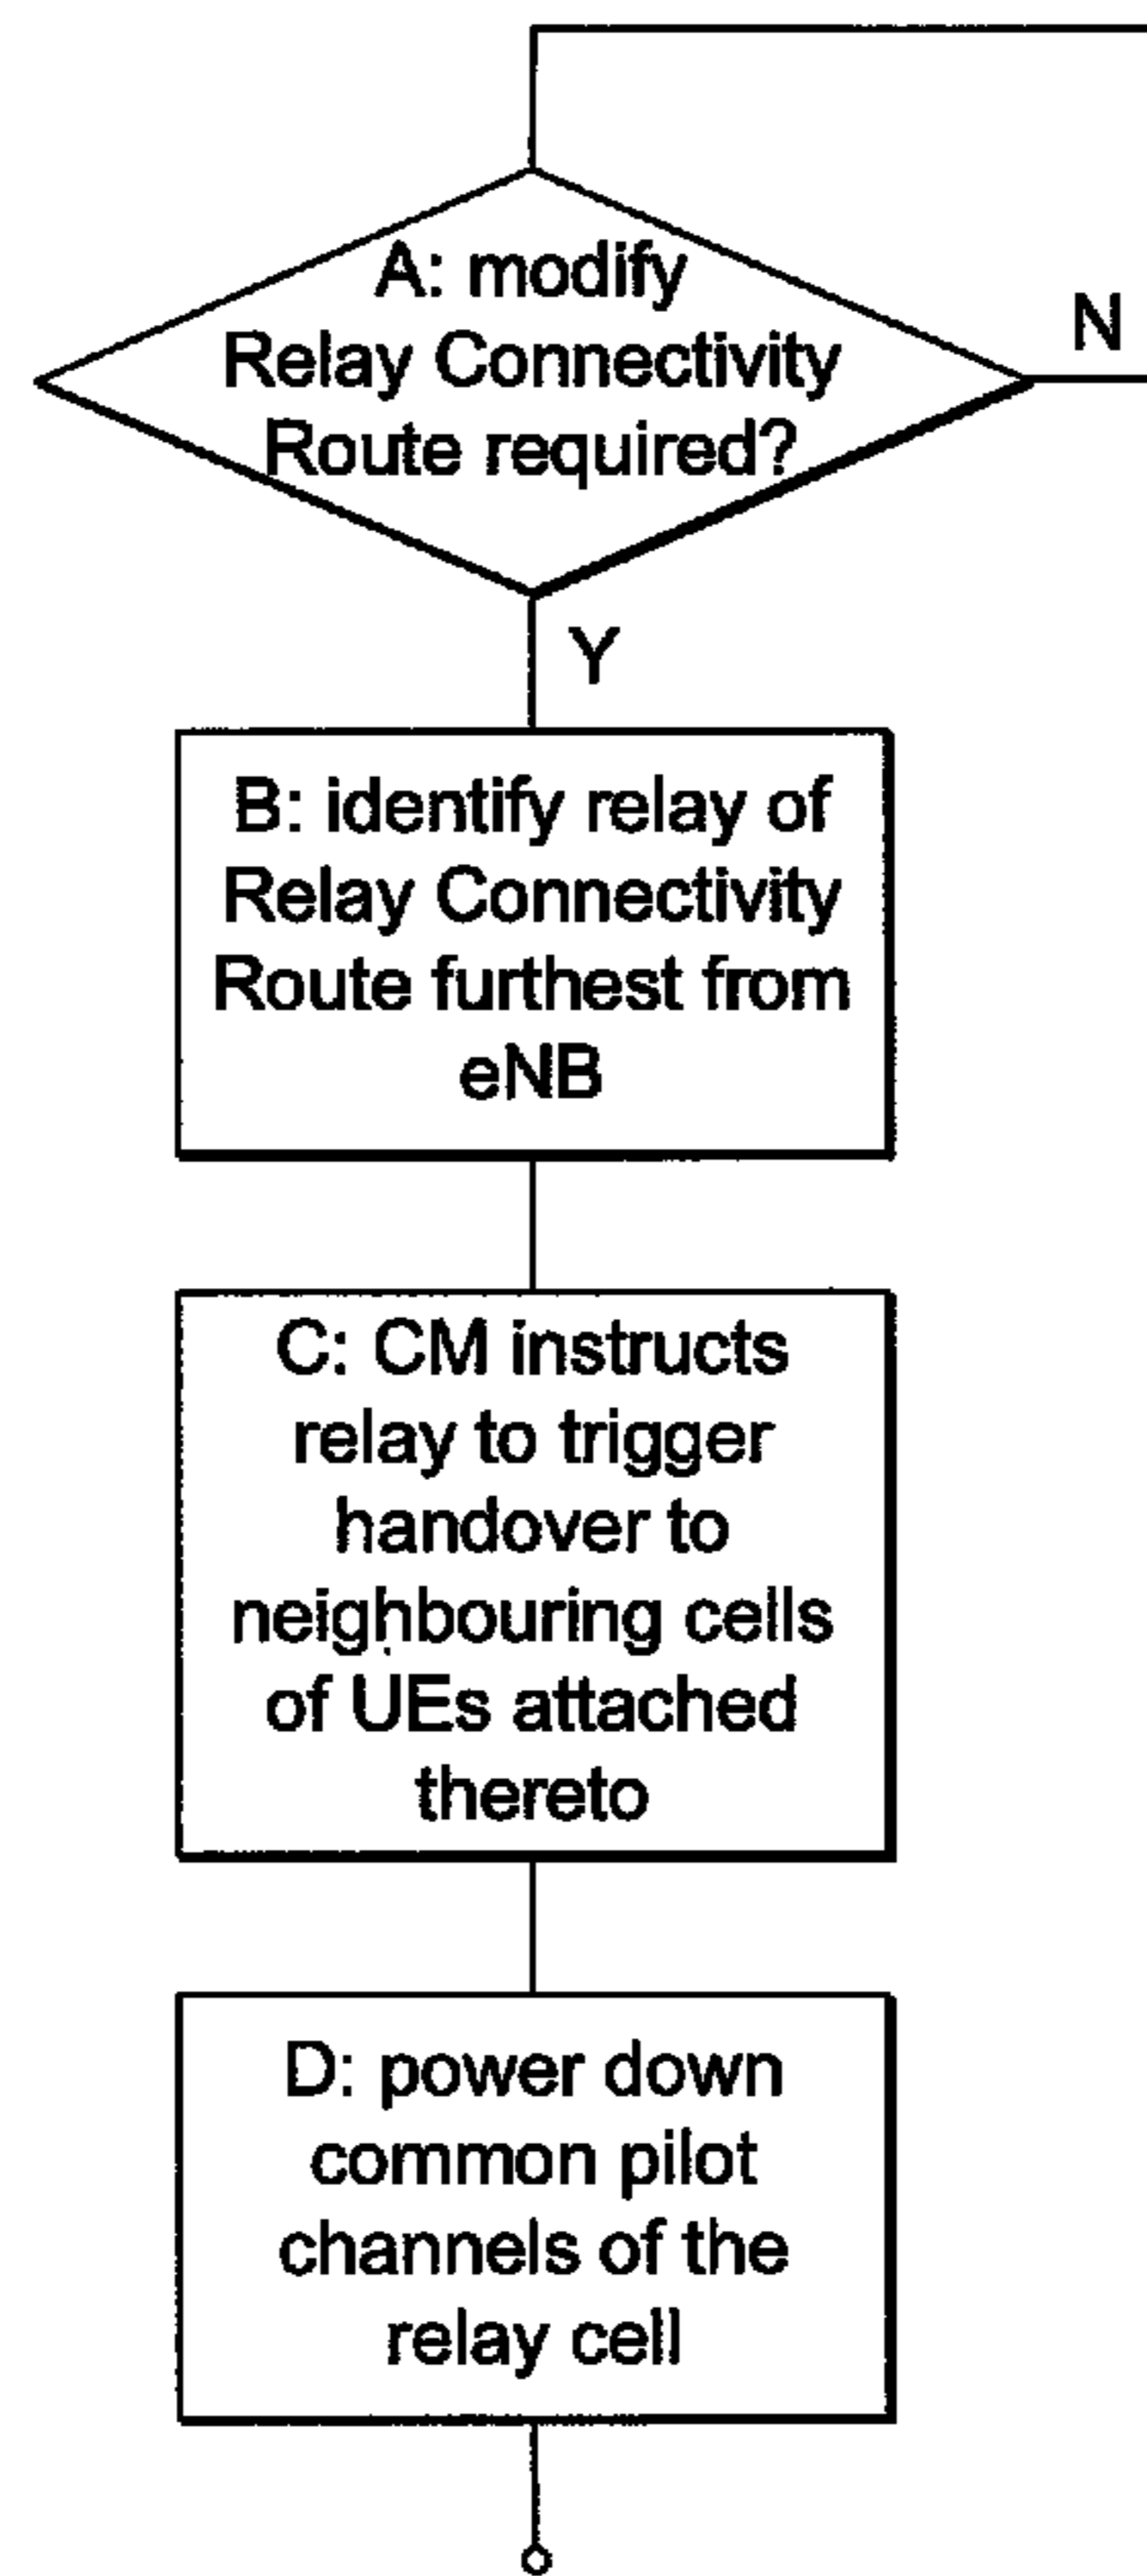 A: modify
Relay Connectivity
Route required?
N
Y
B: identify relay of
Relay Connectivity
Route furthest from
eNB
C: CM instructs
relay to trigger
handover to
neighbouring cells
of UEs attached
thereto
D: power down
common pilot
channels of the
relay cell